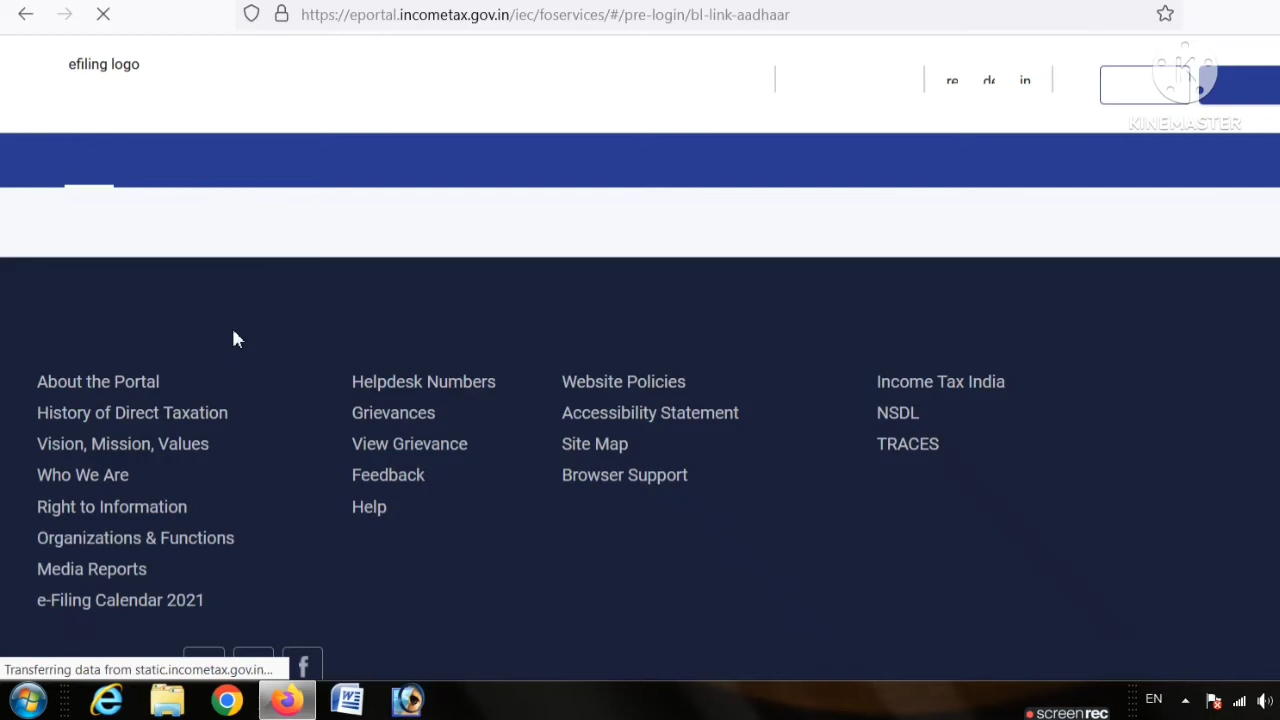 https://eportal.incometax.gov.in/iec/foservices/#/pre-login/bl-link-aadhaar
efiling logo
re de in
KINEMASTER
About the Portal
History of Direct Taxation
Vision, Mission, Values
Who We Are
Right to Information
Organizations & Functions
Media Reports
e-Filing Calendar 2021
Helpdesk Numbers
Grievances
View Grievance
Feedback
Help
Website Policies
Accessibility Statement
Site Map
Browser Support
Income Tax India
NSDL
TRACES
Transferring data from static.incometax.gov.in...
EN
screenrec